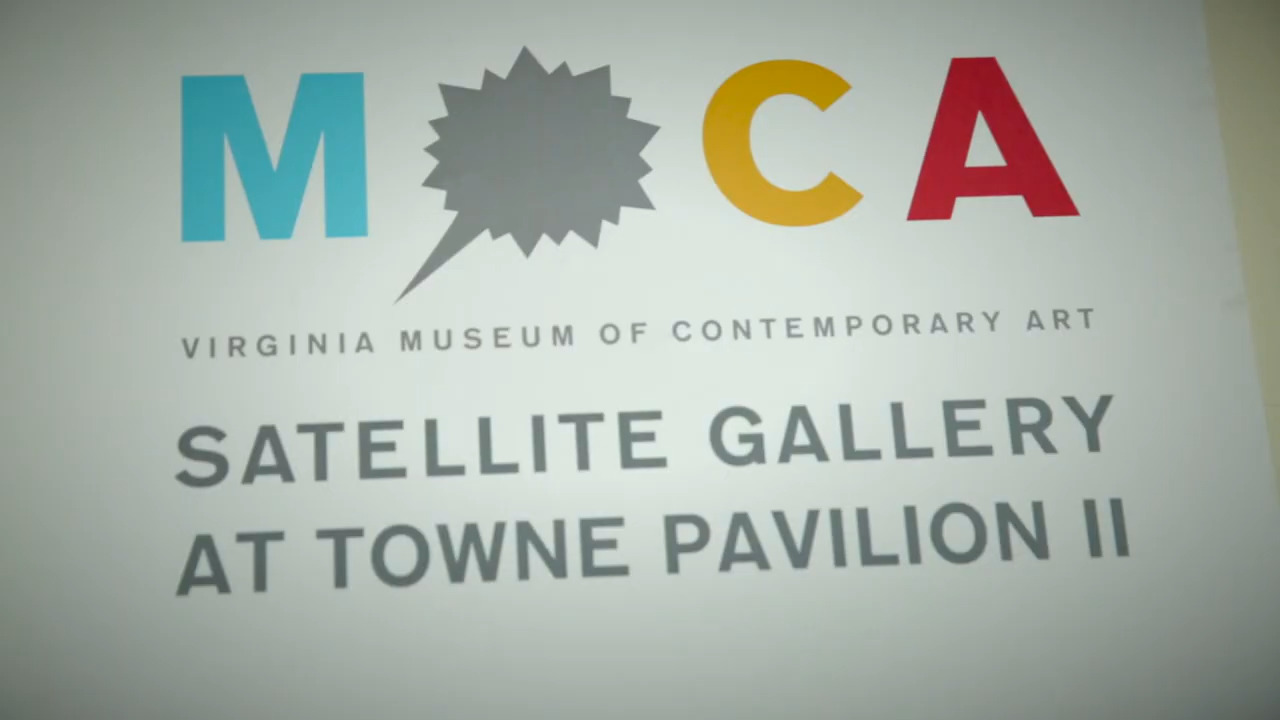 M CA
VIRGINIA MUSEUM OF CONTEMPORARY ART
SATELLITE GALLERY
AT TOWNE PAVILION II